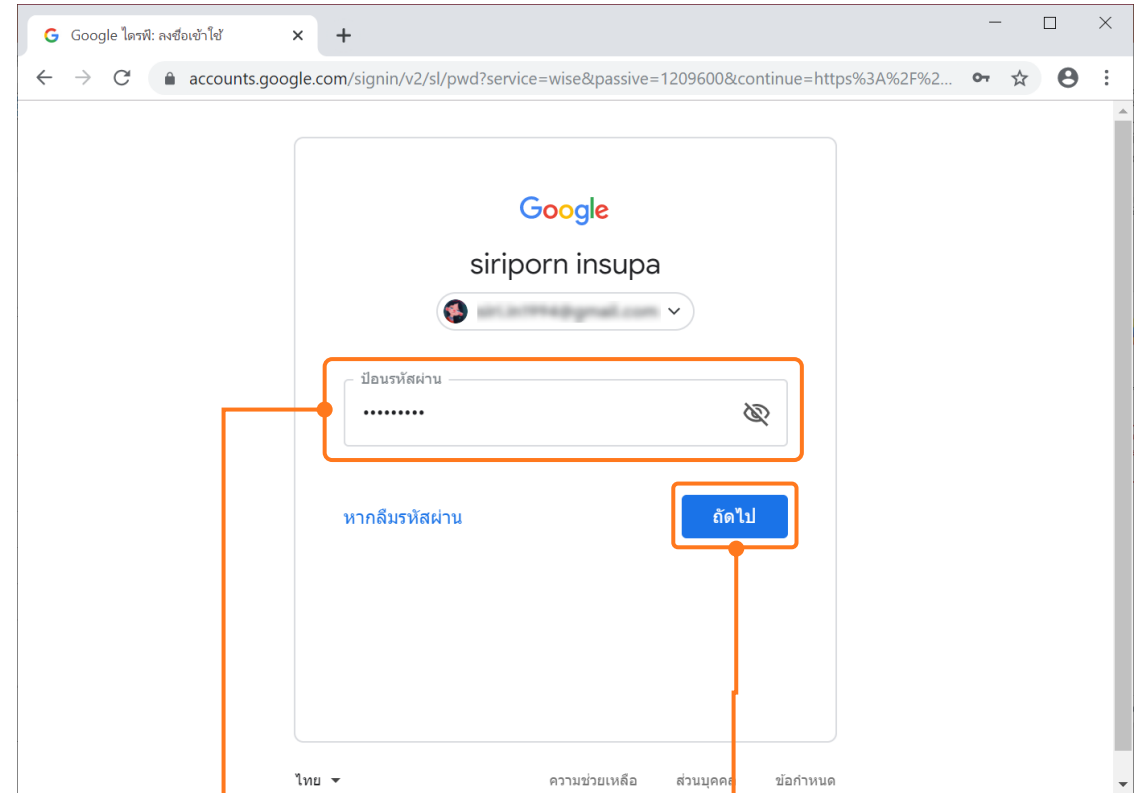 Google ไดรฟ์: ลงชื่อเข้าใช้
accounts.google.com/signin/v2/sl/pwd?service=wise&passive=1209600&continue=https%3A%2F%2...
Google
siriporn insupa
ป้อนรหัสผ่าน
•••••••••
หากลืมรหัสผ่าน
ถัดไป
ไทย
ความช่วยเหลือ ส่วนบุคคล ข้อกำหนด